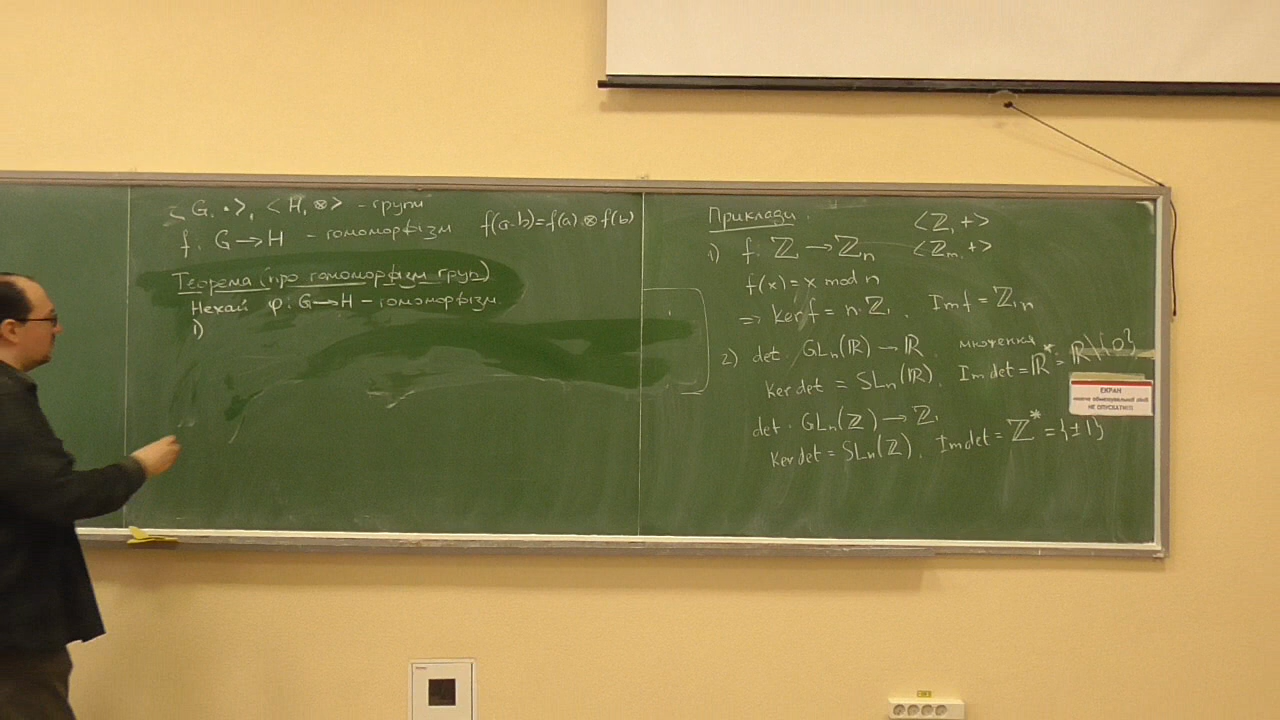 < G, •>, < H, ⊗> – групи
f: G → H – гомоморфізм f(a·b)=f(a)⊗f(b)
Теорема (про гомоморфізм груп)
Нехай φ: G → H – гомоморфізм.
1)
Приклади.
<ℤ, +>
1) f: ℤ → ℤn <ℤm, +>
f(x) = x mod n
=> Ker f = n·ℤ, Im f = ℤn
2) det: GLn(ℝ) → ℝ множення
Ker det = SLn(ℝ), Im det = ℝ* = ℝ\{0}
det: GLn(ℤ) → ℤ,
Ker det = SLn(ℤ), Im det = ℤ* = {±1}
ЕКРАН
НЕ ОПУСКАТИ!!!